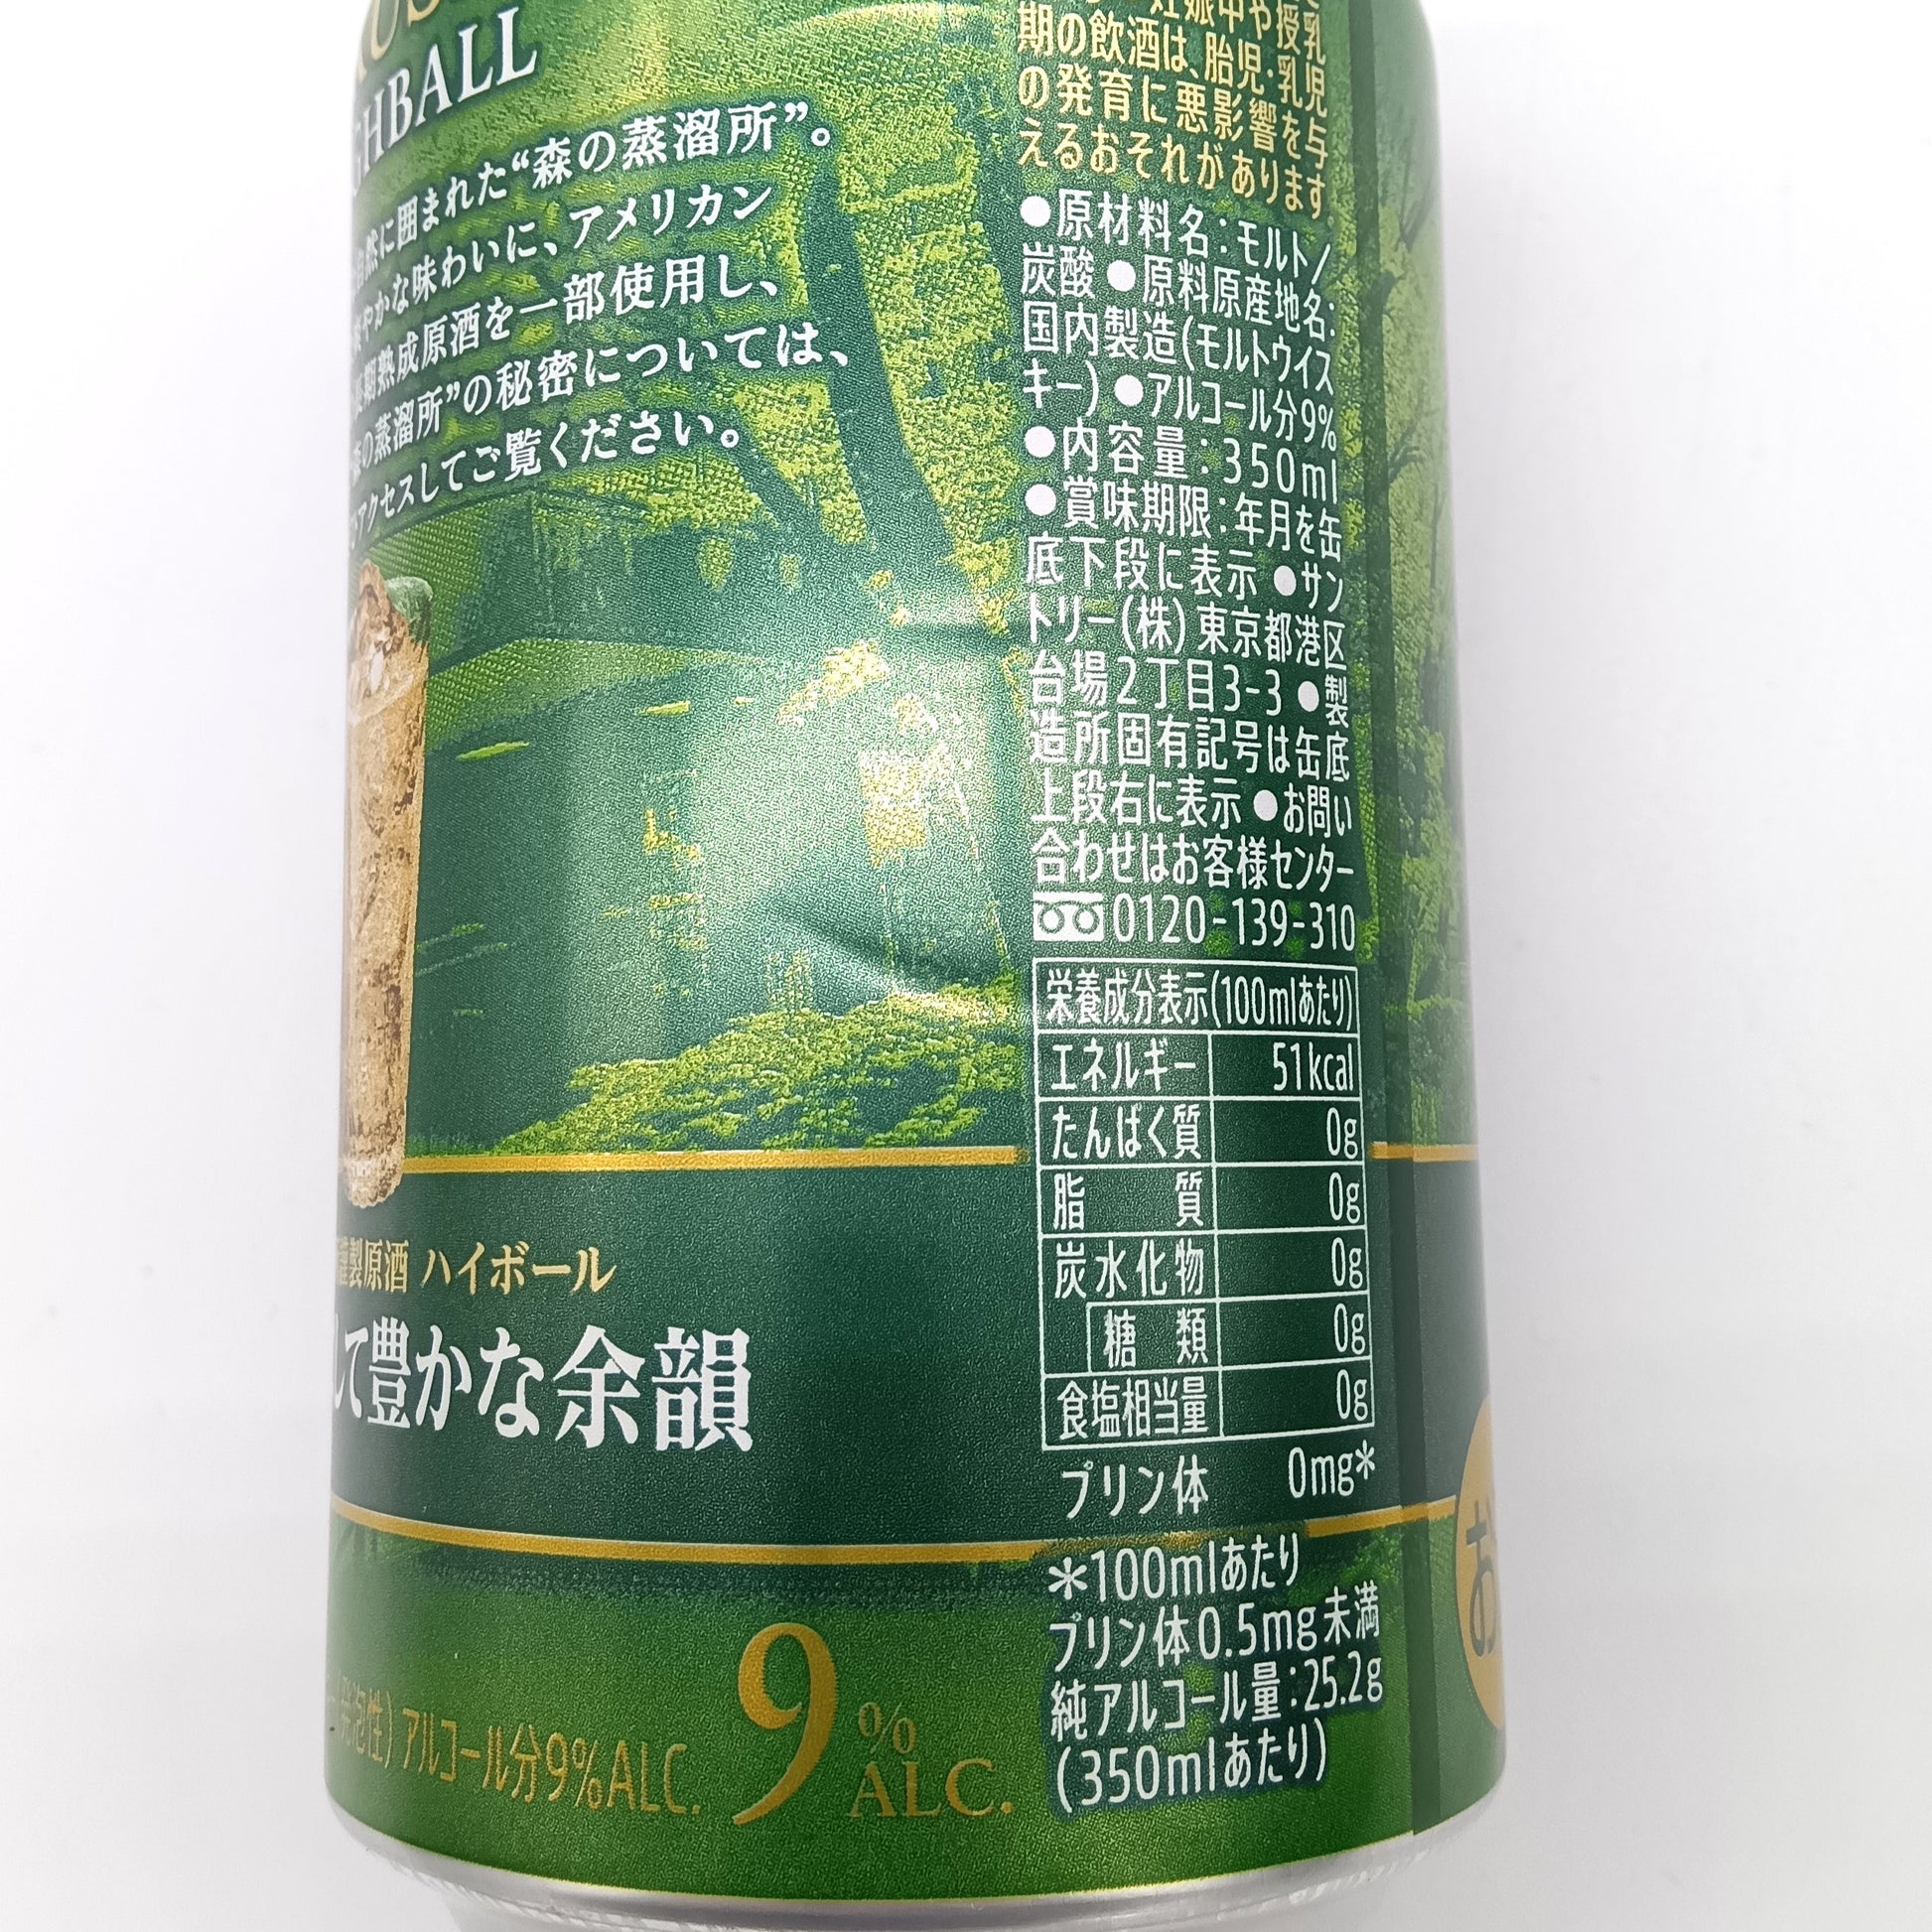 HBALL
自然に囲まれた“森の蒸溜所”。
やかな味わいに、アメリカン
長期熟成原酒を一部使用し、
の蒸溜所”の秘密については、
アクセスしてご覧ください。
謹製原酒 ハイボール
して豊かな余韻
(発泡性) アルコール分9%ALC.
9%
ALC.
妊娠中や授乳
期の飲酒は、胎児・乳児
の発育に悪影響を与
えるおそれがあります
●原材料名:モルト/
炭酸 ●原料原産地名:
国内製造(モルトウイス
キー) ●アルコール分9%
●内容量:350ml
●賞味期限:年月を缶
底下段に表示 ●サン
トリー(株) 東京都港区
台場2丁目3-3 ●製
造所固有記号は缶底
上段右に表示 ●お問い
合わせはお客様センター
0120-139-310
栄養成分表示(100mlあたり)
エネルギー 51kcal
たんぱく質 0g
脂質 0g
炭水化物 0g
糖類 0g
食塩相当量 0g
プリン体 0mg*
*100mlあたり
プリン体0.5mg未満
純アルコール量:25.2g
(350mlあたり)
お